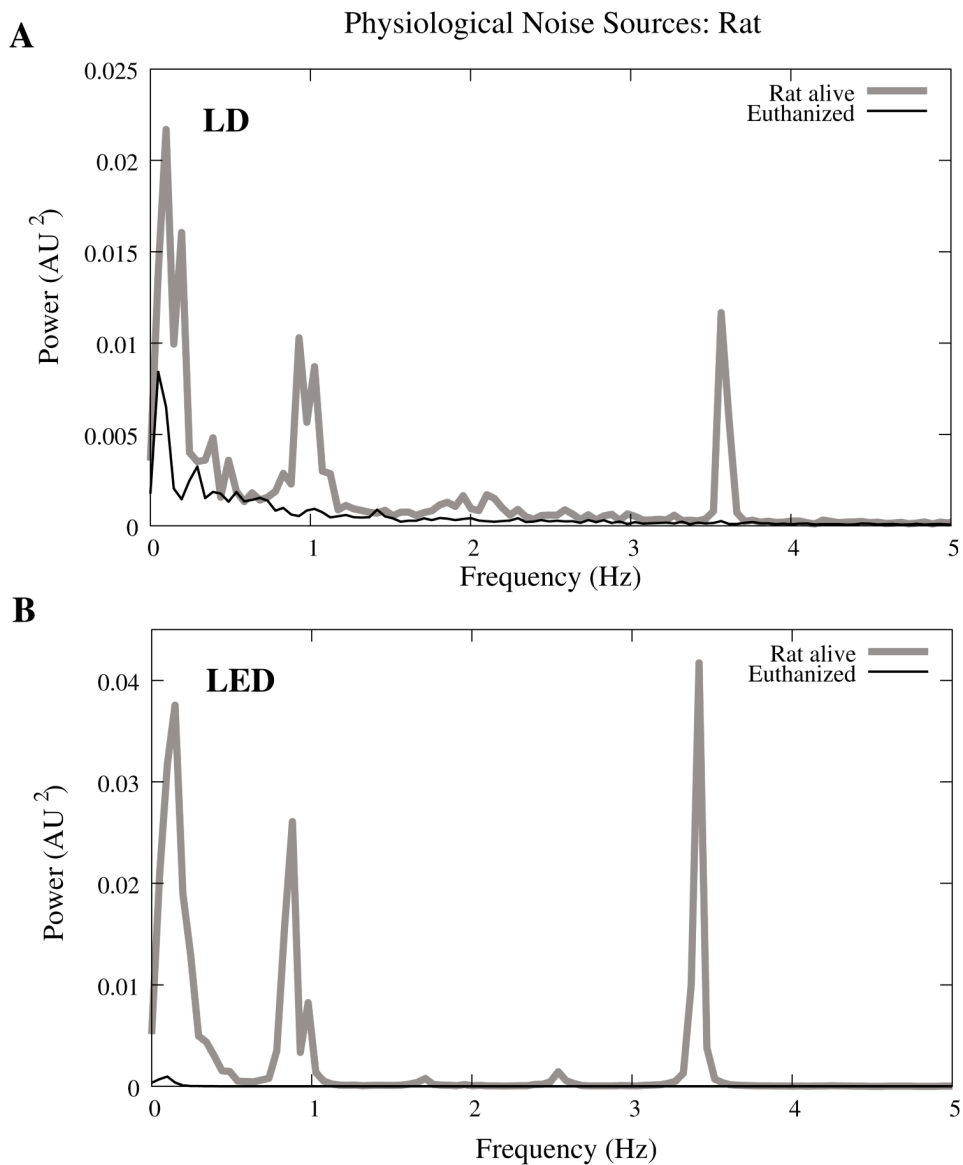 Physiological Noise Sources: Rat
A
LD
Rat alive
Euthanized
0.025
0.02
0.015
0.01
0.005
0
Power (AU 2)
0 1 2 3 4 5
Frequency (Hz)
B
LED
Rat alive
Euthanized
0.04
0.03
0.02
0.01
0
Power (AU 2)
0 1 2 3 4 5
Frequency (Hz)